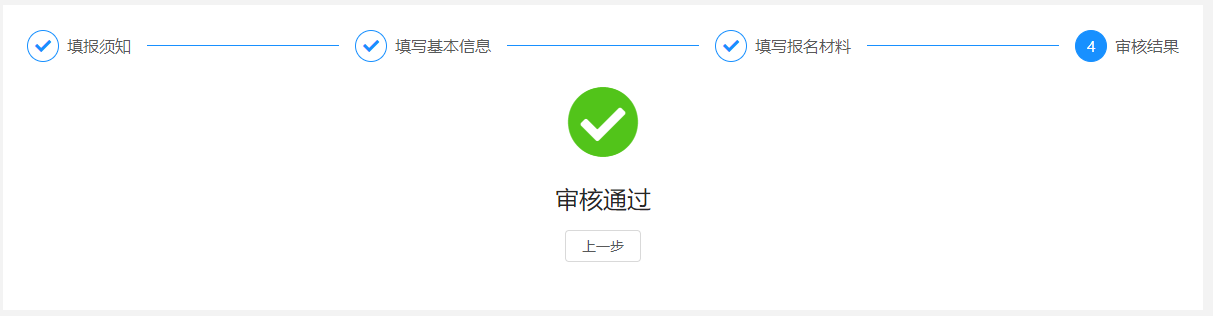 填报须知
填写基本信息
填写报名材料
4 审核结果
审核通过
上一步